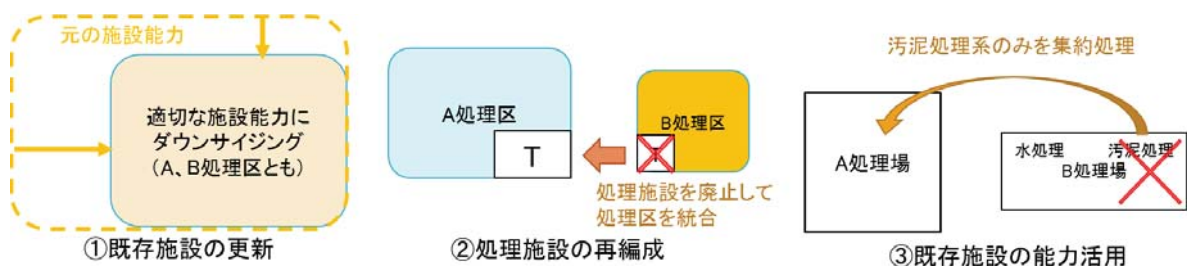 元の施設能力
適切な施設能力に
ダウンサイジング
(A、B処理区とも)
①既存施設の更新
A処理区
T
B処理区
T
処理施設を廃止して
処理区を統合
②処理施設の再編成
汚泥処理系のみを集約処理
A処理場
水処理 汚泥処理
B処理場
③既存施設の能力活用